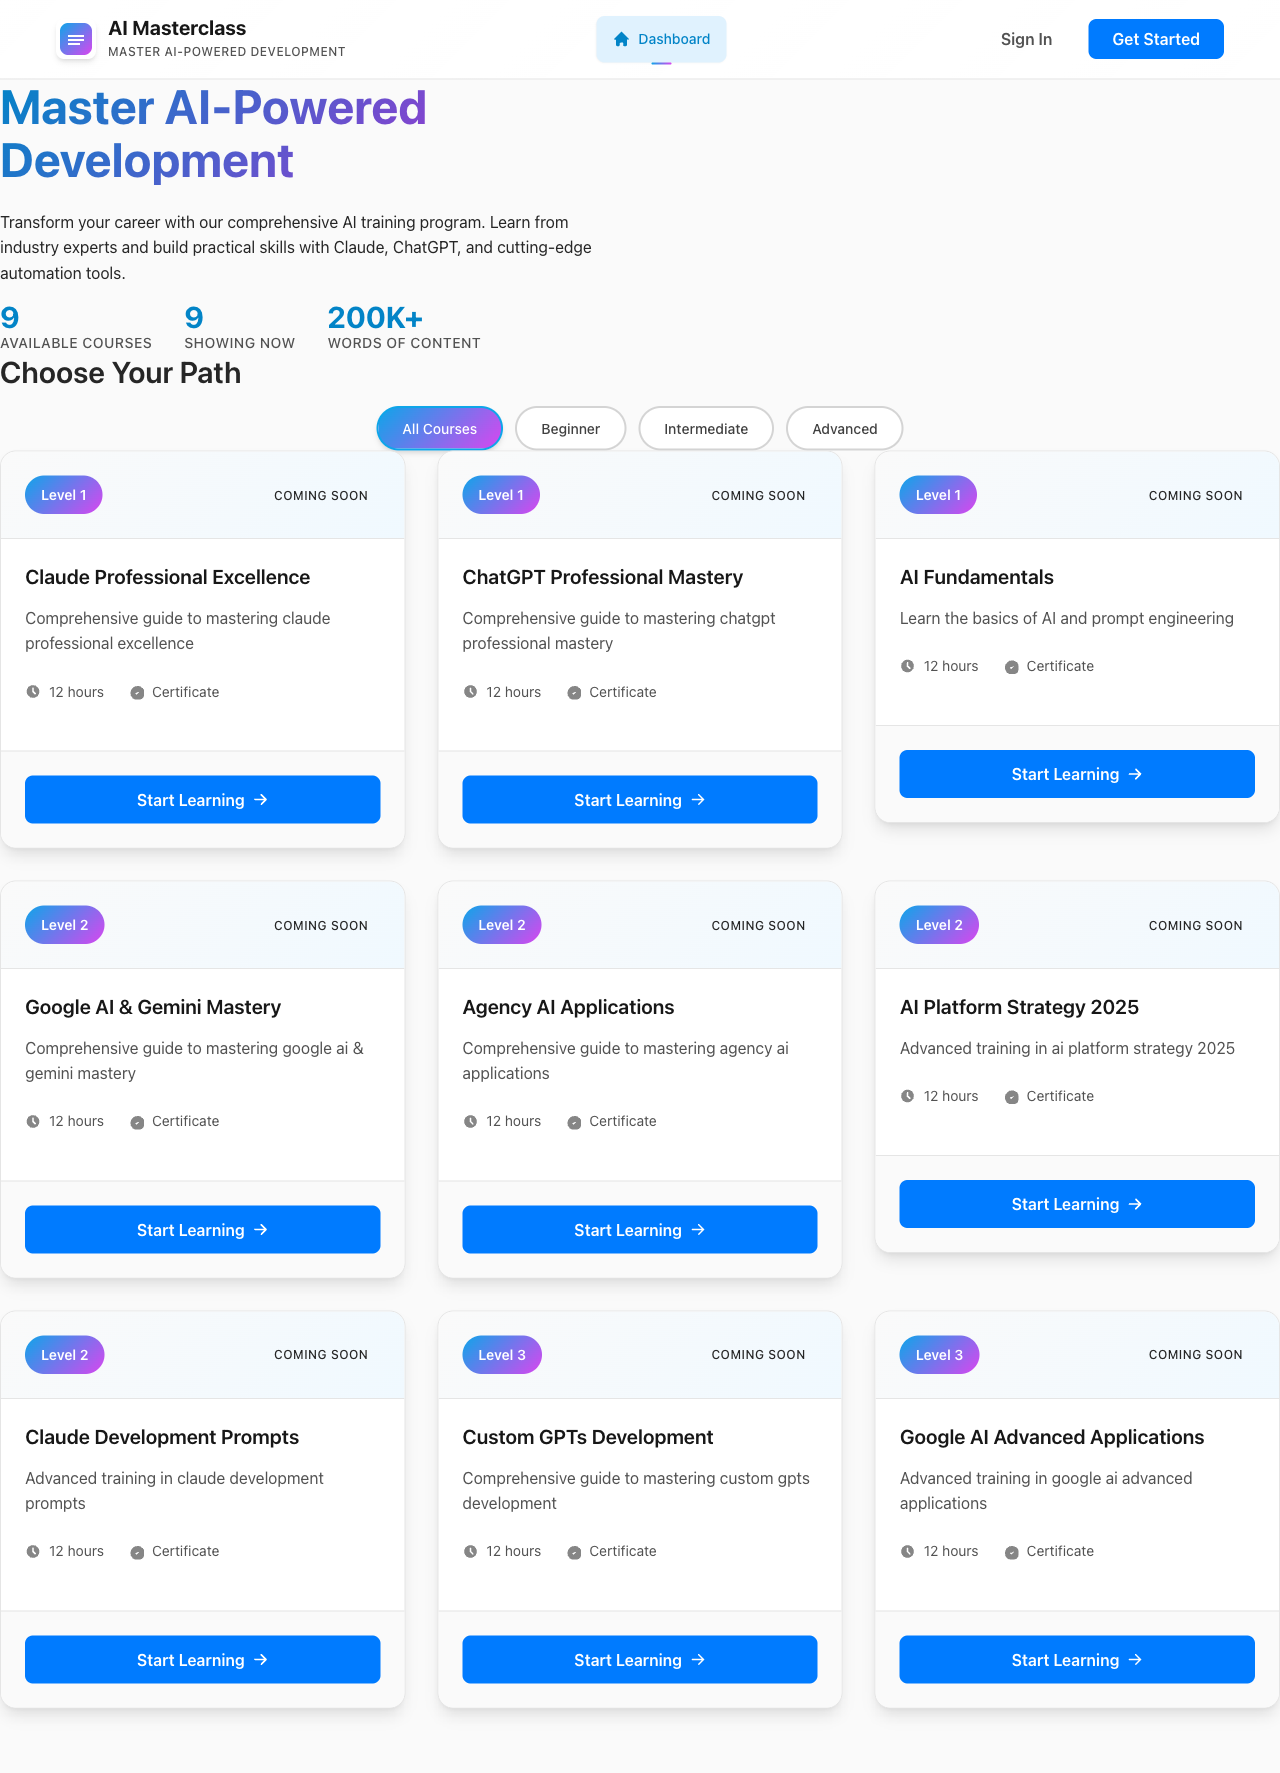 AI Masterclass
MASTER AI-POWERED DEVELOPMENT
Dashboard
Sign In
Get Started
Master AI-Powered
Development
Transform your career with our comprehensive AI training program. Learn from
industry experts and build practical skills with Claude, ChatGPT, and cutting-edge
automation tools.
9
AVAILABLE COURSES
9
SHOWING NOW
200K+
WORDS OF CONTENT
Choose Your Path
All Courses
Beginner
Intermediate
Advanced
Level 1
COMING SOON
Claude Professional Excellence
Comprehensive guide to mastering claude
professional excellence
12 hours
Certificate
Start Learning →
Level 1
COMING SOON
ChatGPT Professional Mastery
Comprehensive guide to mastering chatgpt
professional mastery
12 hours
Certificate
Start Learning →
Level 1
COMING SOON
AI Fundamentals
Learn the basics of AI and prompt engineering
12 hours
Certificate
Start Learning →
Level 2
COMING SOON
Google AI & Gemini Mastery
Comprehensive guide to mastering google ai &
gemini mastery
12 hours
Certificate
Start Learning →
Level 2
COMING SOON
Agency AI Applications
Comprehensive guide to mastering agency ai
applications
12 hours
Certificate
Start Learning →
Level 2
COMING SOON
AI Platform Strategy 2025
Advanced training in ai platform strategy 2025
12 hours
Certificate
Start Learning →
Level 2
COMING SOON
Claude Development Prompts
Advanced training in claude development
prompts
12 hours
Certificate
Start Learning →
Level 3
COMING SOON
Custom GPTs Development
Comprehensive guide to mastering custom gpts
development
12 hours
Certificate
Start Learning →
Level 3
COMING SOON
Google AI Advanced Applications
Advanced training in google ai advanced
applications
12 hours
Certificate
Start Learning →